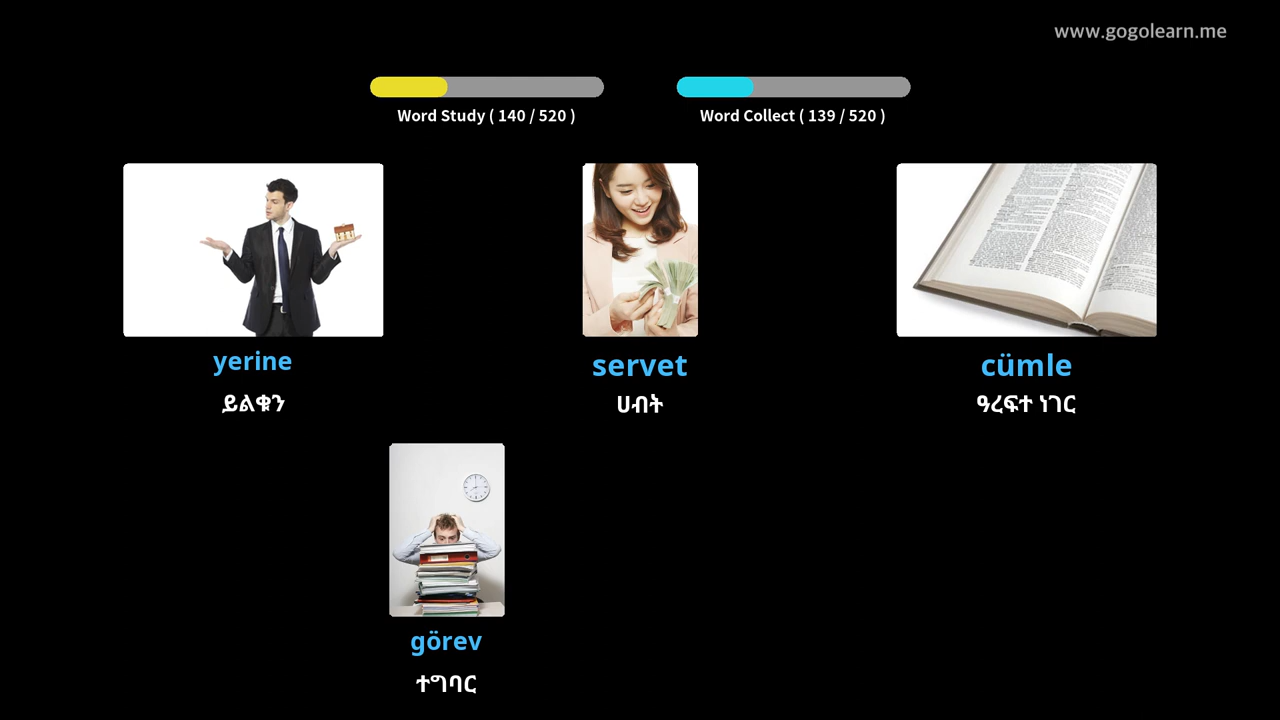 www.gogolearn.me
Word Study ( 140 / 520 )
Word Collect ( 139 / 520 )
yerine
servet
cümle
ይልቁን
ሀብት
ዓረፍተ ነገር
görev
ተግባር